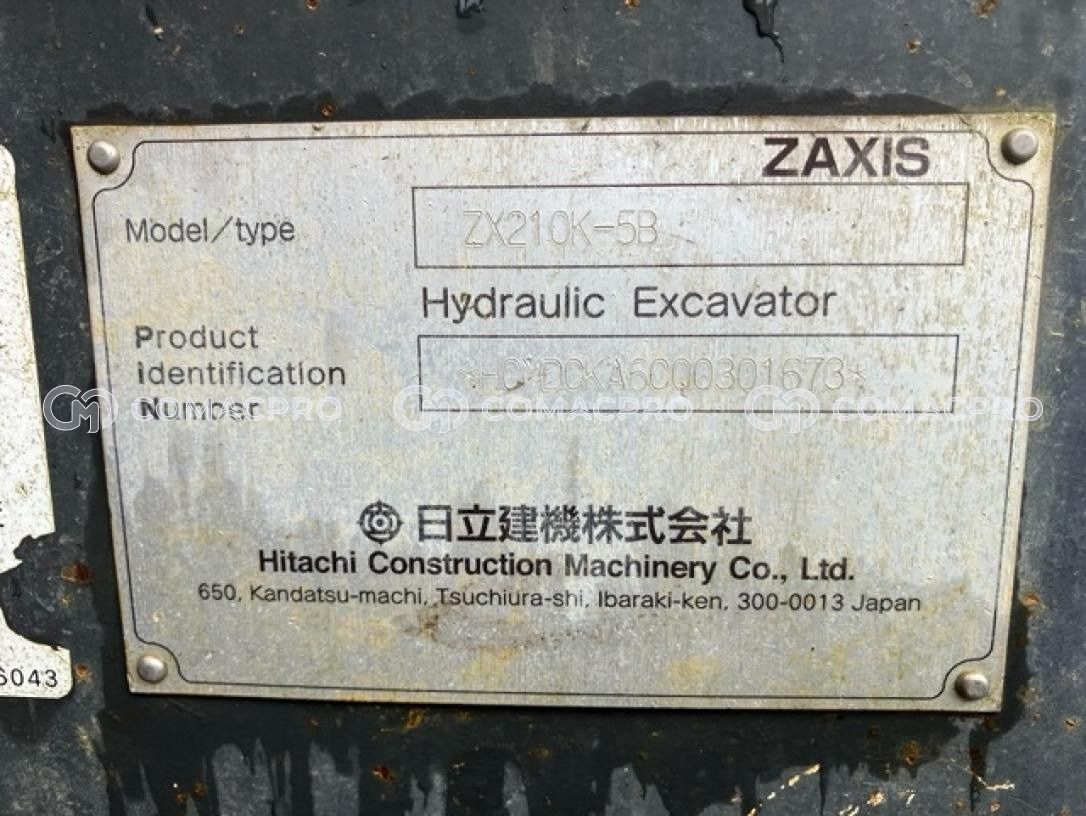 ZAXIS
Model/type
ZX210K-5B
Hydraulic Excavator
Product
Identification
Number
*HCMDCKA6C00301673*
COMACPRO COMACPRO COMACPRO
日立建機株式会社
Hitachi Construction Machinery Co., Ltd.
650, Kandatsu-machi, Tsuchiura-shi, Ibaraki-ken, 300-0013 Japan
6043